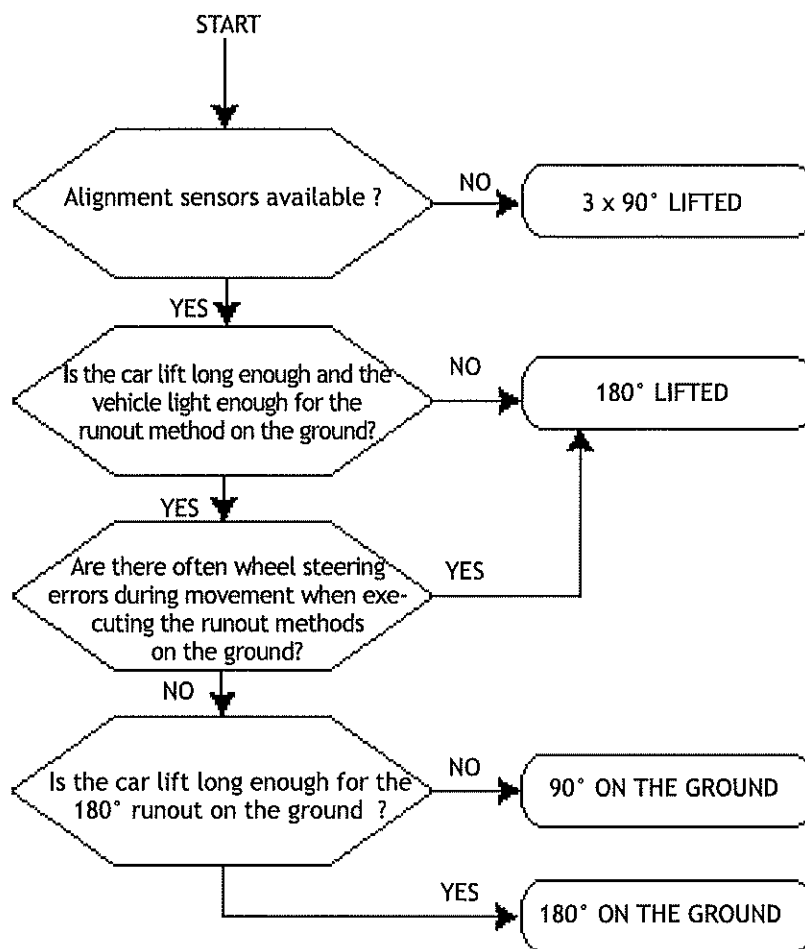 START
Alignment sensors available ?
NO
3 x 90° LIFTED
YES
Is the car lift long enough and the
vehicle light enough for the
runout method on the ground?
NO
180° LIFTED
YES
Are there often wheel steering
errors during movement when exe-
cuting the runout methods
on the ground?
YES
NO
Is the car lift long enough for the
180° runout on the ground ?
NO
90° ON THE GROUND
YES
180° ON THE GROUND